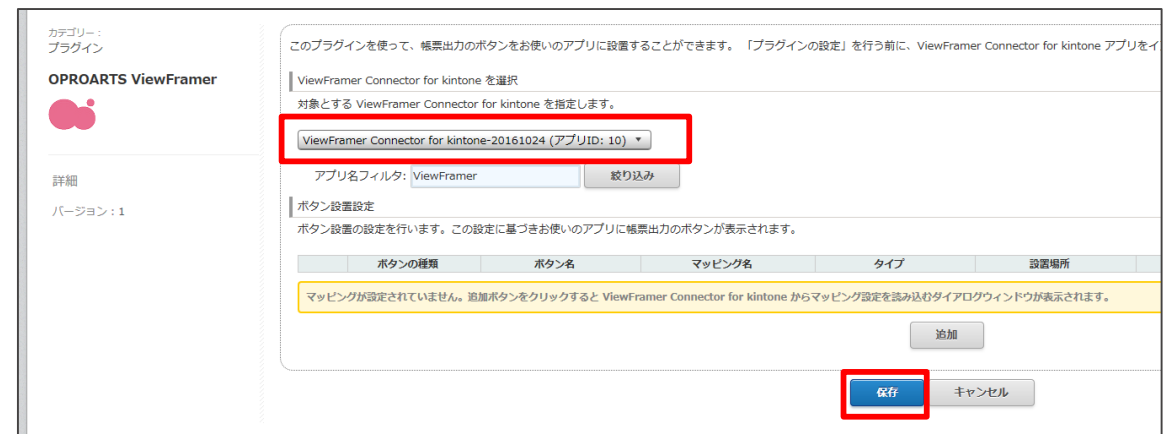 カテゴリー：
プラグイン
OPROARTS ViewFramer
詳細
バージョン：1
このプラグインを使って、帳票出力のボタンをお使いのアプリに設置することができます。 「プラグインの設定」を行う前に、ViewFramer Connector for kintone アプリをイ
ViewFramer Connector for kintone を選択
対象とする ViewFramer Connector for kintone を指定します。
ViewFramer Connector for kintone-20161024 (アプリID: 10)
アプリ名フィルタ: ViewFramer 絞り込み
ボタン設置設定
ボタン設置の設定を行います。この設定に基づきお使いのアプリに帳票出力のボタンが表示されます。
ボタンの種類 ボタン名 マッピング名 タイプ 設置場所
マッピングが設定されていません。追加ボタンをクリックすると ViewFramer Connector for kintone からマッピング設定を読み込むダイアログウィンドウが表示されます。
追加
保存 キャンセル